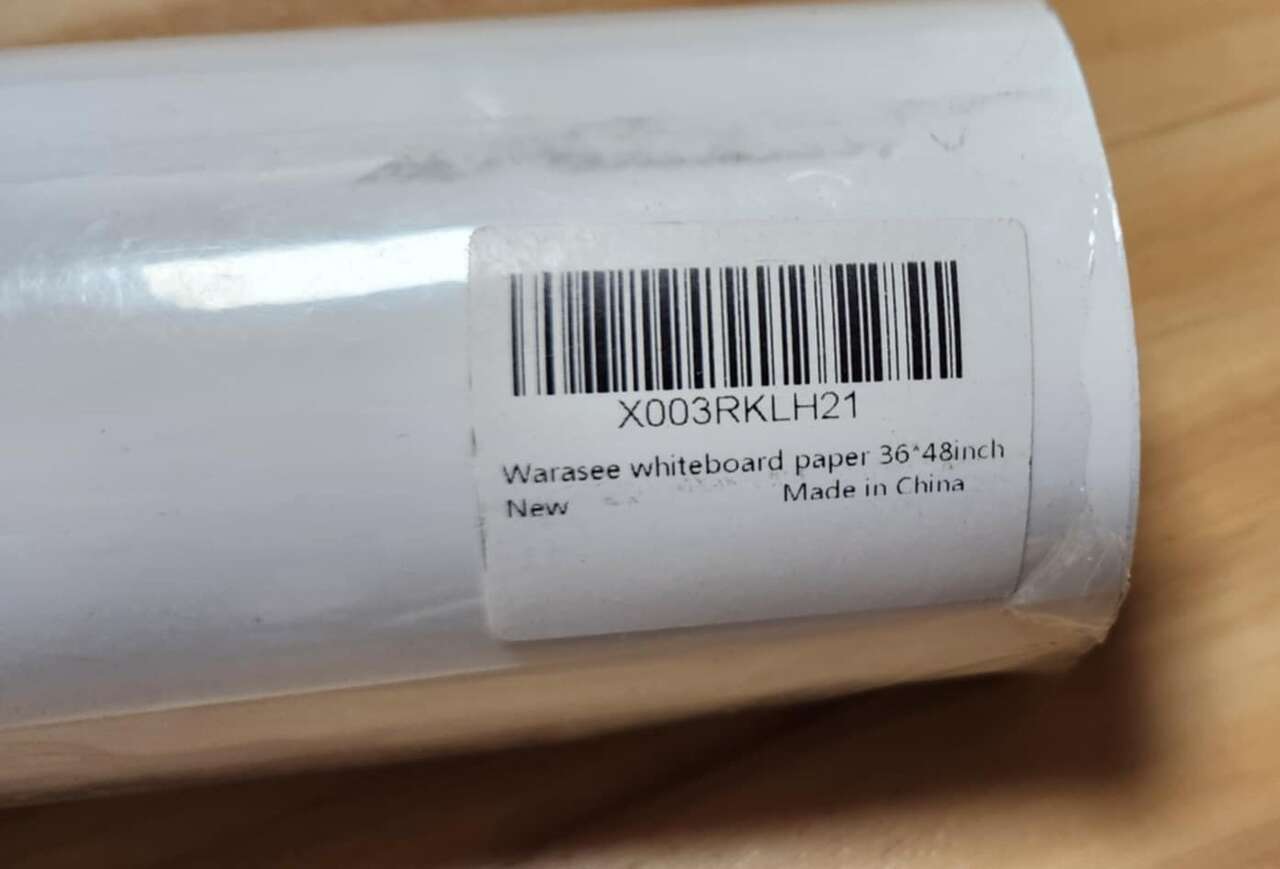 X003RKLH21
Warasee whiteboard paper 36*48inch
New Made in China